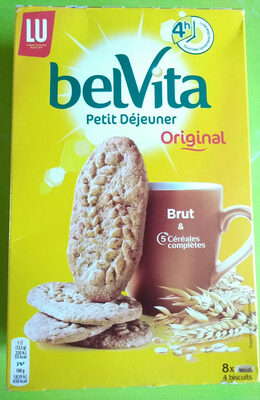 LU
4h
belVita
Petit Déjeuner
Original
Brut
&
5 Céréales
complètes
8x
4 biscuits